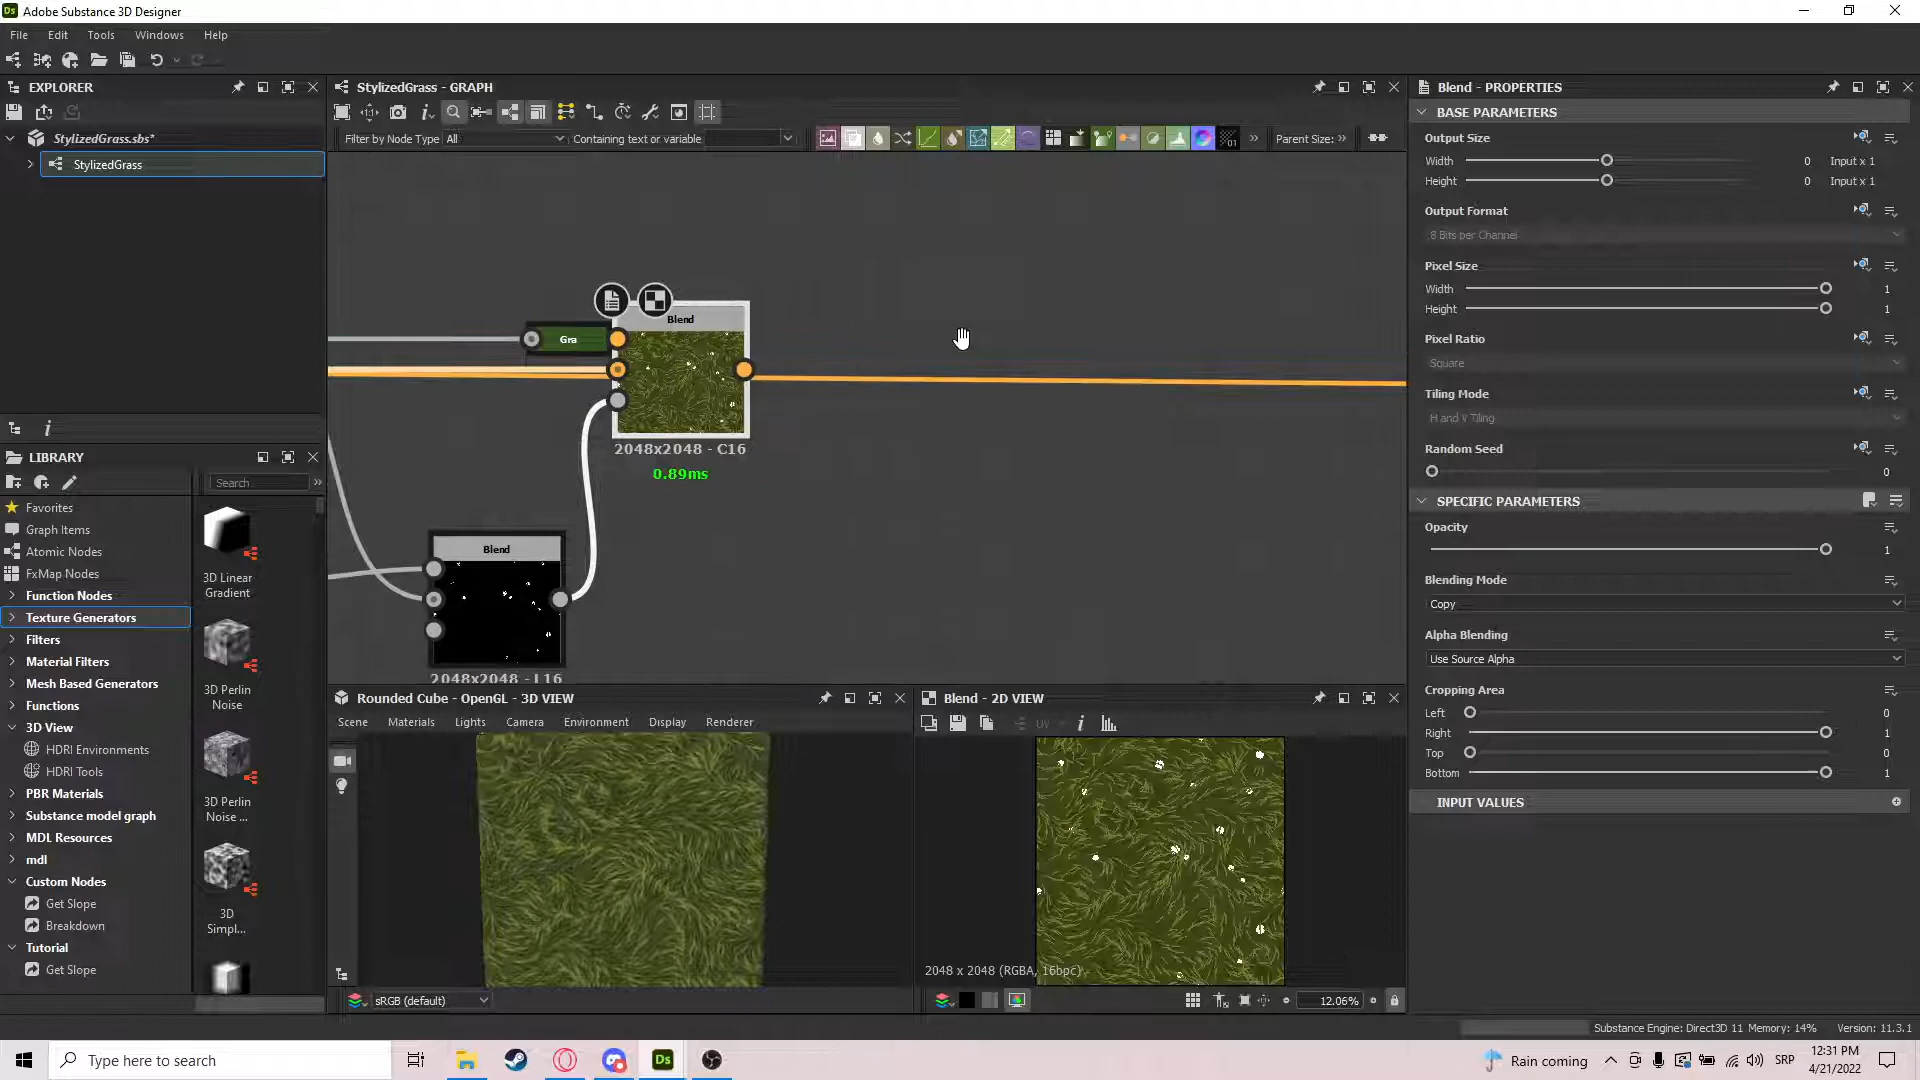 Adobe Substance 3D Designer
File Edit Tools Windows Help
EXPLORER
StylizedGrass.sbs*
StylizedGrass
LIBRARY
Search
Favorites
Graph Items
Atomic Nodes
FxMap Nodes
Function Nodes
Texture Generators
Filters
Material Filters
Mesh Based Generators
Functions
3D View
HDRI Environments
HDRI Tools
PBR Materials
Substance model graph
MDL Resources
mdl
Custom Nodes
Get Slope
Breakdown
Tutorial
Get Slope
3D Linear
Gradient
3D Perlin
Noise
3D Perlin
Noise ...
3D
Simpl...
StylizedGrass - GRAPH
Filter by Node Type All Containing text or variable
Parent Size: »
Gra
Blend
2048x2048 - C16
0.89ms
Blend
2048x2048 - L16
Rounded Cube - OpenGL - 3D VIEW
Scene Materials Lights Camera Environment Display Renderer
sRGB (default)
Blend - 2D VIEW
UV
2048 x 2048 (RGBA, 16bpc)
12.06%
Blend - PROPERTIES
BASE PARAMETERS
Output Size
Width 0 Input x 1
Height 0 Input x 1
Output Format
8 Bits per Channel
Pixel Size
Width 1
Height 1
Pixel Ratio
Square
Tiling Mode
H and V Tiling
Random Seed
0
SPECIFIC PARAMETERS
Opacity
1
Blending Mode
Copy
Alpha Blending
Use Source Alpha
Cropping Area
Left 0
Right 1
Top 0
Bottom 1
INPUT VALUES
Substance Engine: Direct3D 11 Memory: 14% Version: 11.3.1
Type here to search
Ds
Rain coming
SRP
12:31 PM
4/21/2022